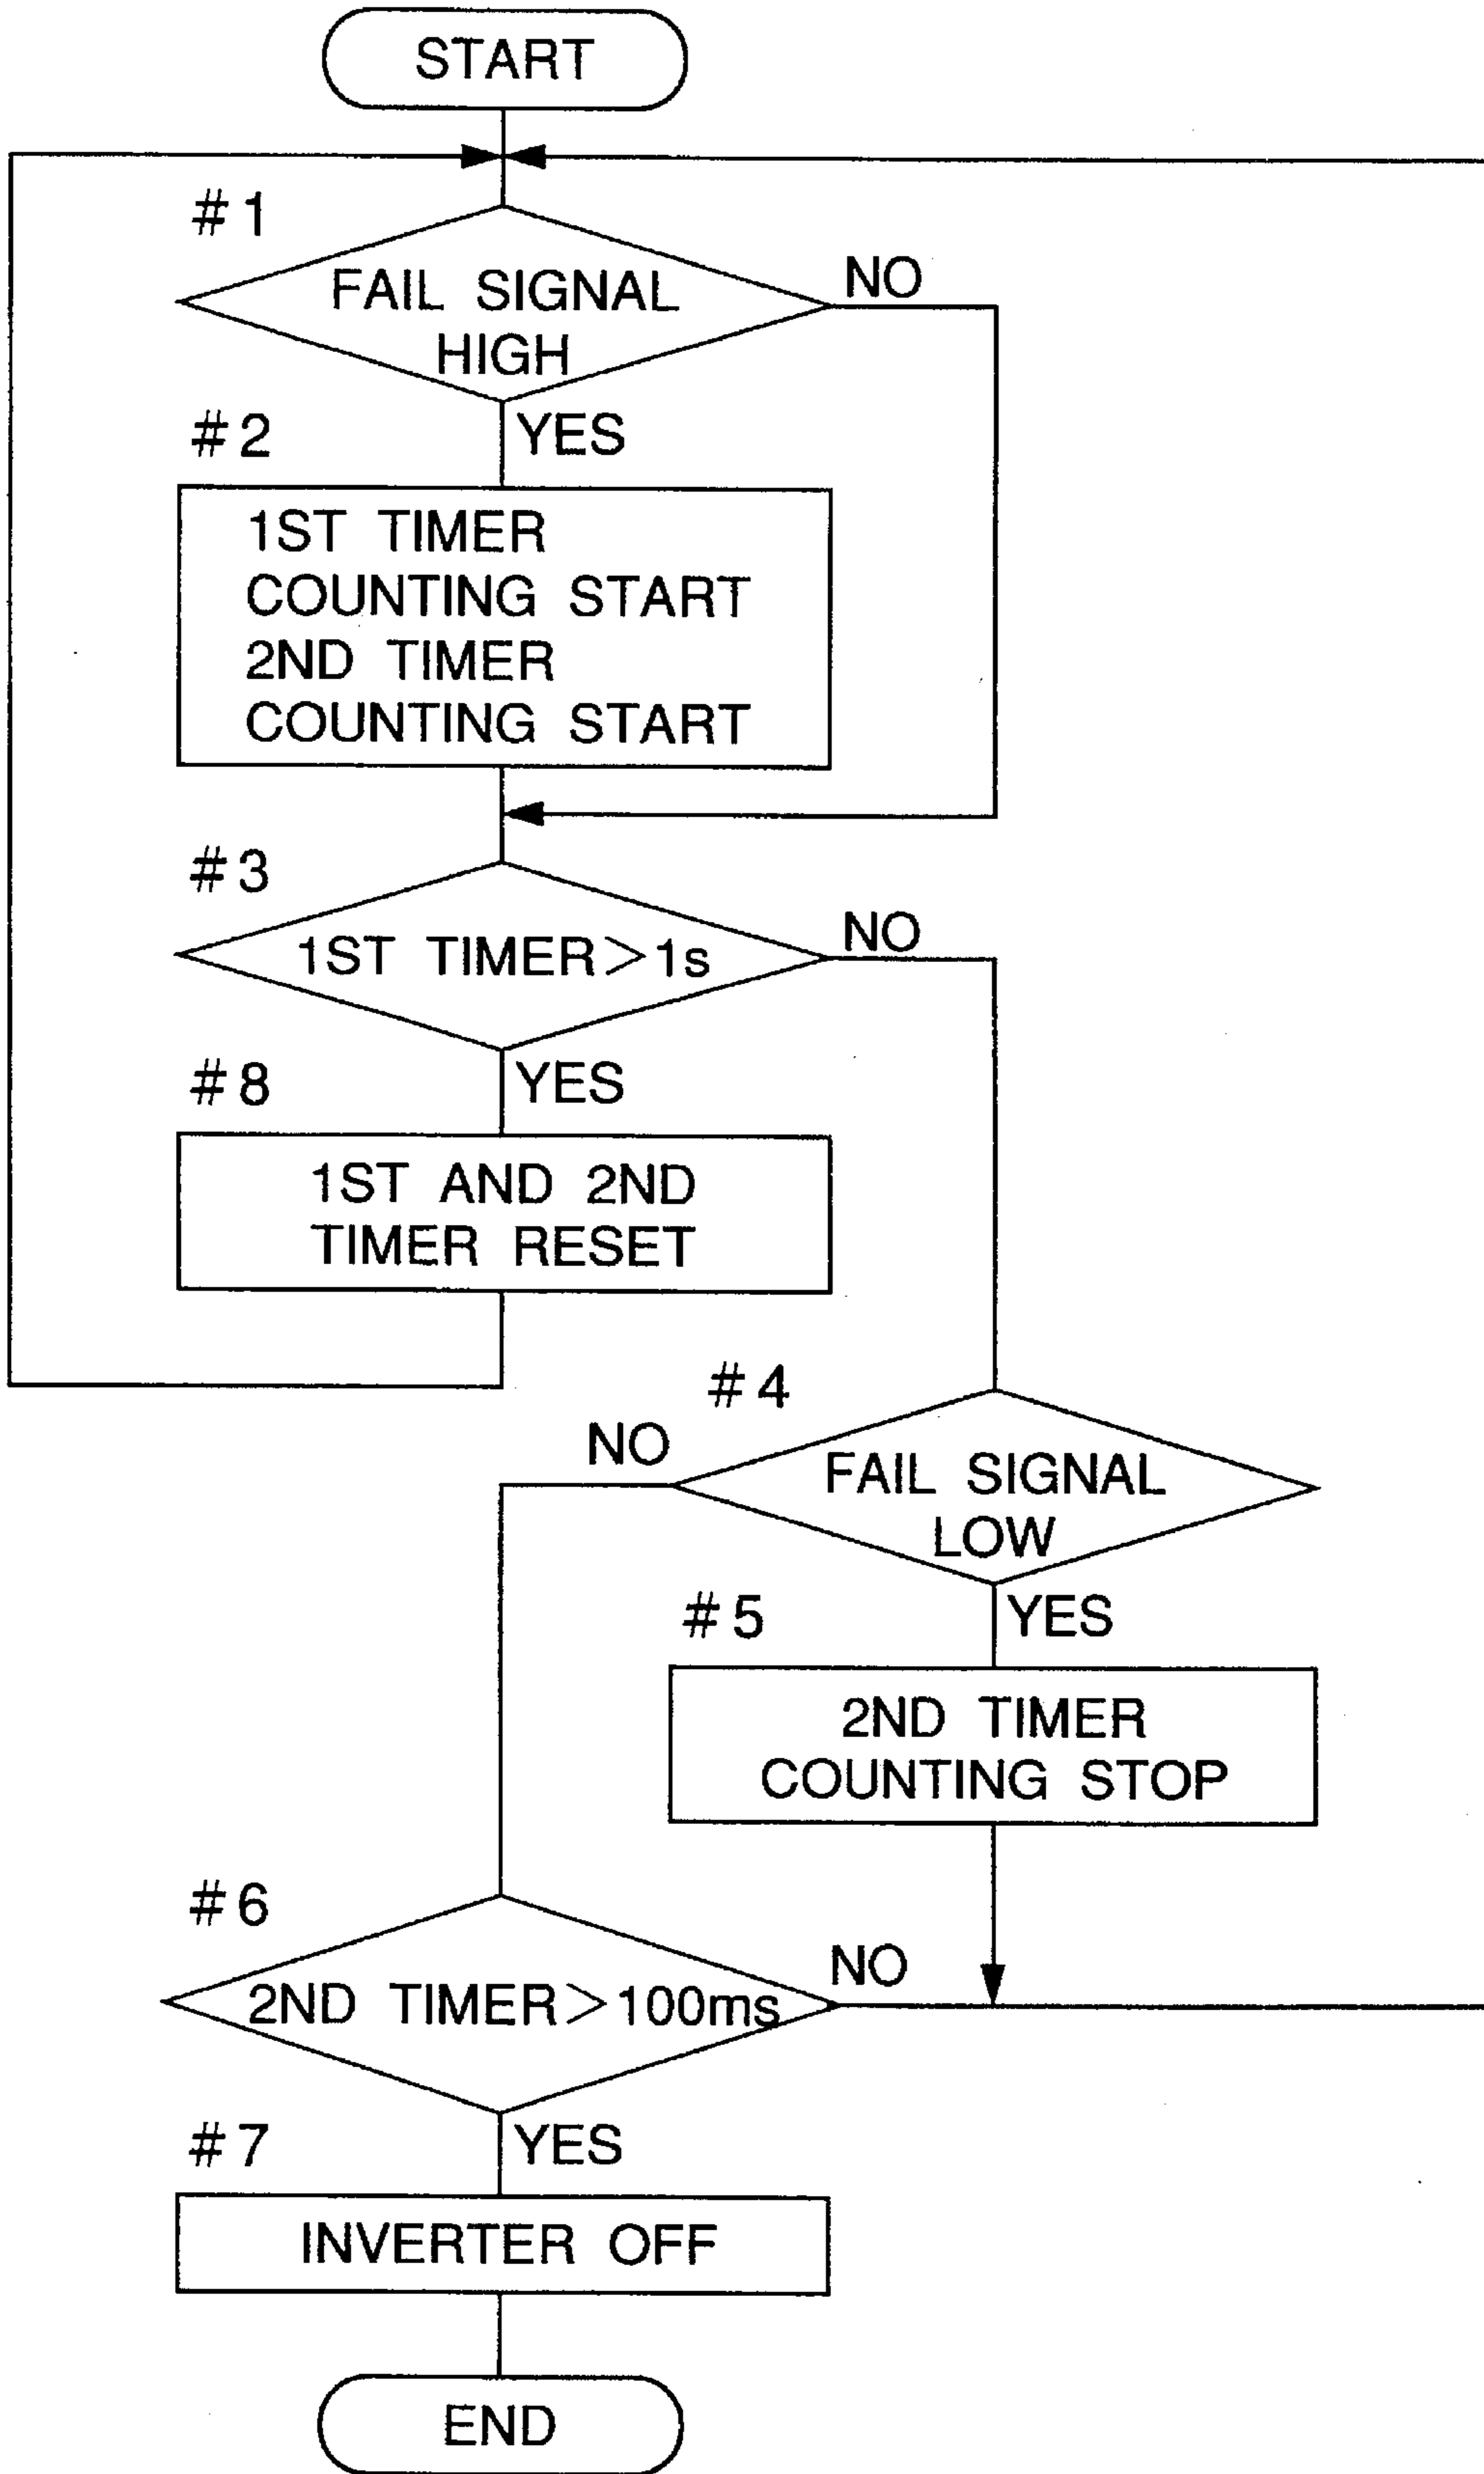 START
#1
FAIL SIGNAL
HIGH
NO
YES
#2
1ST TIMER
COUNTING START
2ND TIMER
COUNTING START
#3
1ST TIMER>1s
NO
YES
#8
1ST AND 2ND
TIMER RESET
#4
NO
FAIL SIGNAL
LOW
YES
#5
2ND TIMER
COUNTING STOP
#6
2ND TIMER>100ms
NO
YES
#7
INVERTER OFF
END